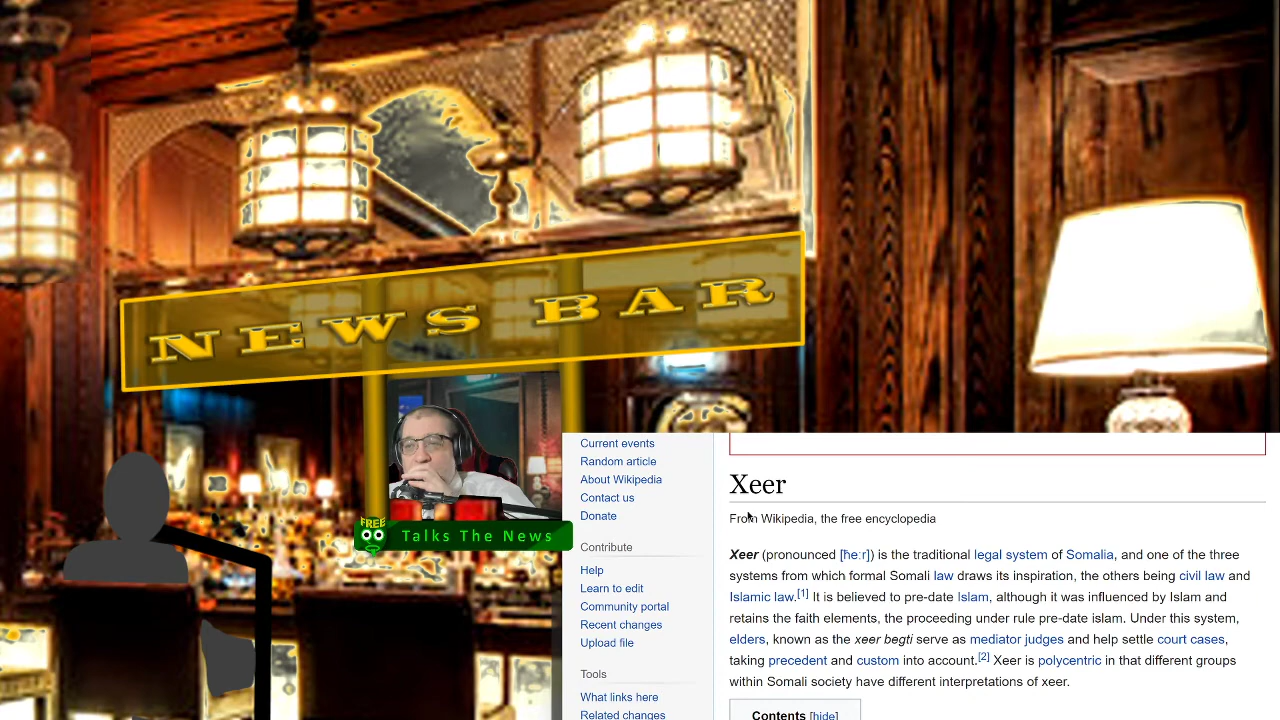 NEWS BAR
FREE
Talks The News
Current events
Random article
About Wikipedia
Contact us
Donate
Contribute
Help
Learn to edit
Community portal
Recent changes
Upload file
Tools
What links here
Related changes
Xeer
From Wikipedia, the free encyclopedia
Xeer (pronounced [ħeːr]) is the traditional legal system of Somalia, and one of the three
systems from which formal Somali law draws its inspiration, the others being civil law and
Islamic law.[1] It is believed to pre-date Islam, although it was influenced by Islam and
retains the faith elements, the proceeding under rule pre-date islam. Under this system,
elders, known as the xeer begti serve as mediator judges and help settle court cases,
taking precedent and custom into account.[2] Xeer is polycentric in that different groups
within Somali society have different interpretations of xeer.
Contents [hide]